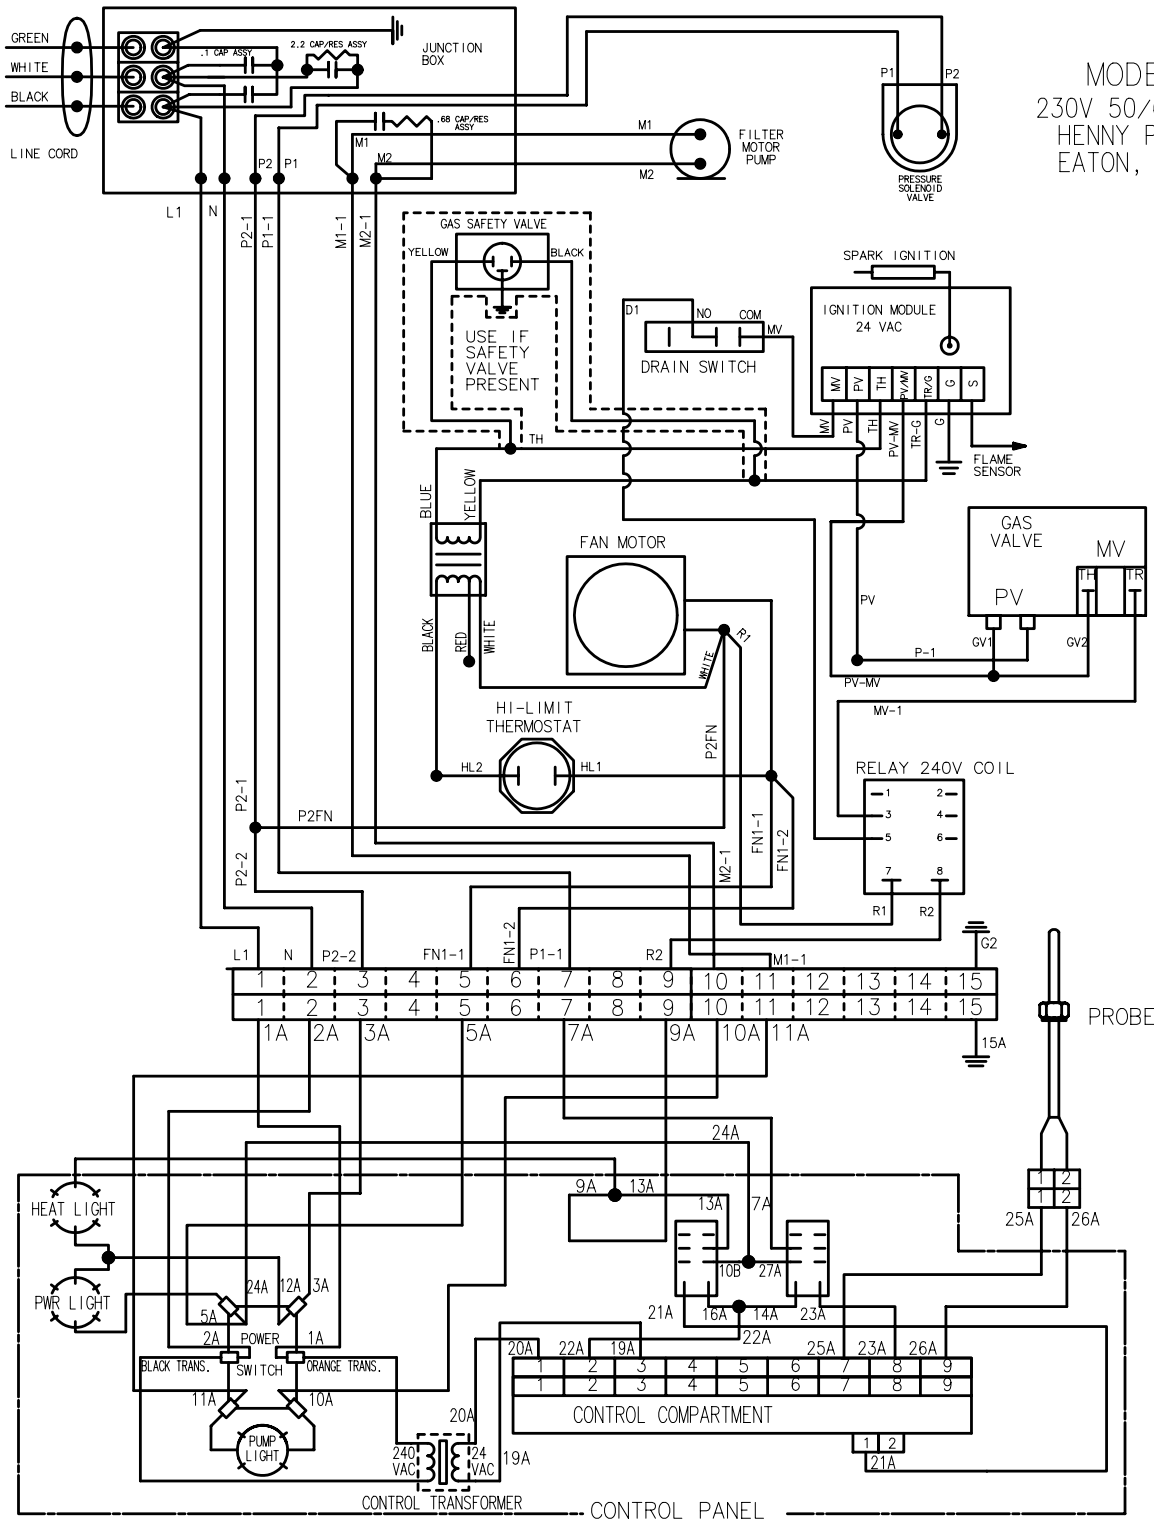 GREEN
WHITE
BLACK
LINE CORD
.1 CAP ASSY
2.2 CAP/RES ASSY
JUNCTION
BOX
.68 CAP/RES
ASSY
M1
M2
P2 P1
L1 N
P2-1
P1-1
M1-1
M2-1
M1
M2
FILTER
MOTOR
PUMP
P1 P2
PRESSURE
SOLENOID
VALVE
230V
HENNY
EATON,
GAS SAFETY VALVE
YELLOW
BLACK
USE IF
SAFETY
VALVE
PRESENT
TH
D1
NO COM
MV
DRAIN SWITCH
SPARK IGNITION
IGNITION MODULE
24 VAC
MV PV TH PV/MV TR/G G S
MV PV TH PV-MV TR-G G
FLAME
SENSOR
BLUE
YELLOW
BLACK
RED
WHITE
FAN MOTOR
WHITE
R1
P2FN
GAS
VALVE
MV
TH TR
PV
PV
GV1
GV2
P-1
PV-MV
MV-1
HI-LIMIT
THERMOSTAT
HL2 HL1
P2-1
P2FN
P2-2
FN1-1
FN1-2
M2-1
RELAY 240V COIL
1 2
3 4
5 6
7 8
R1 R2
L1 N P2-2 FN1-1 FN1-2 P1-1 R2 M1-1 G2
1 2 3 4 5 6 7 8 9 10 11 12 13 14 15
1 2 3 4 5 6 7 8 9 10 11 12 13 14 15
1A 2A 3A 5A 7A 9A 10A 11A 15A
PROBE
1 2
1 2
25A 26A
24A
9A 13A
13A
7A
10B 27A
21A 16A 14A 23A
22A
HEAT LIGHT
PWR LIGHT
24A 12A 3A
5A
2A POWER 1A
SWITCH
BLACK TRANS.
ORANGE TRANS.
11A 10A
PUMP
LIGHT
20A 22A 19A 25A 23A 26A
1 2 3 4 5 6 7 8 9
1 2 3 4 5 6 7 8 9
CONTROL COMPARTMENT
1 2
21A
20A
240
VAC
24
VAC
19A
CONTROL TRANSFORMER
CONTROL PANEL